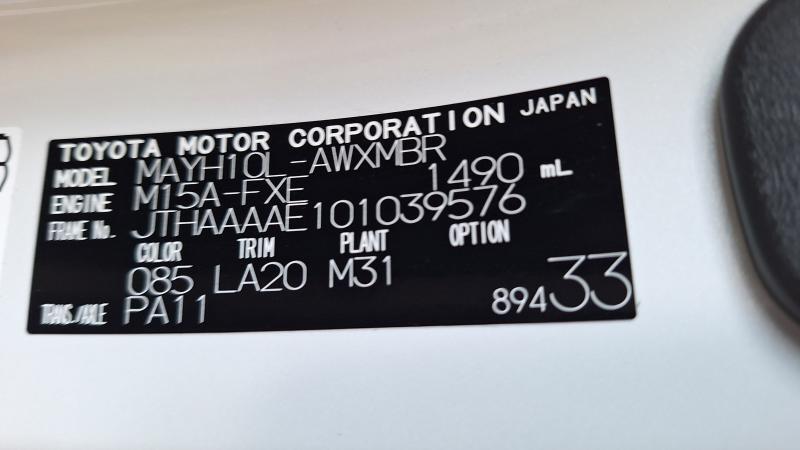 TOYOTA MOTOR CORPORATION JAPAN
MODEL MAYH10L-AWXMBR
ENGINE M15A-FXE 1490 mL
FRAME No. JTHAAAAE101039576
COLOR TRIM PLANT OPTION
085 LA20 M31
TRANS./AXLE PA11 89433